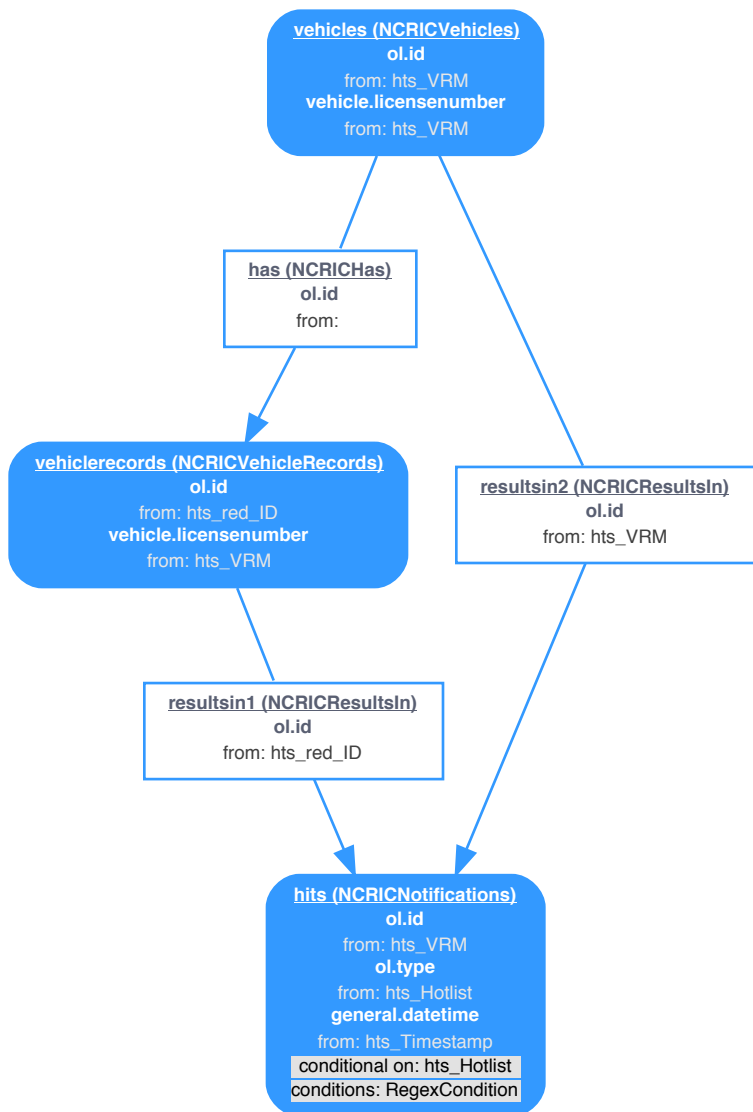 vehicles (NCRICVehicles)
ol.id
from: hts_VRM
vehicle.licensenumber
from: hts_VRM
has (NCRICHas)
ol.id
from:
vehiclerecords (NCRICVehicleRecords)
ol.id
from: hts_red_ID
vehicle.licensenumber
from: hts_VRM
resultsin2 (NCRICResultsIn)
ol.id
from: hts_VRM
resultsin1 (NCRICResultsIn)
ol.id
from: hts_red_ID
hits (NCRICNotifications)
ol.id
from: hts_VRM
ol.type
from: hts_Hotlist
general.datetime
from: hts_Timestamp
conditional on: hts_Hotlist
conditions: RegexCondition